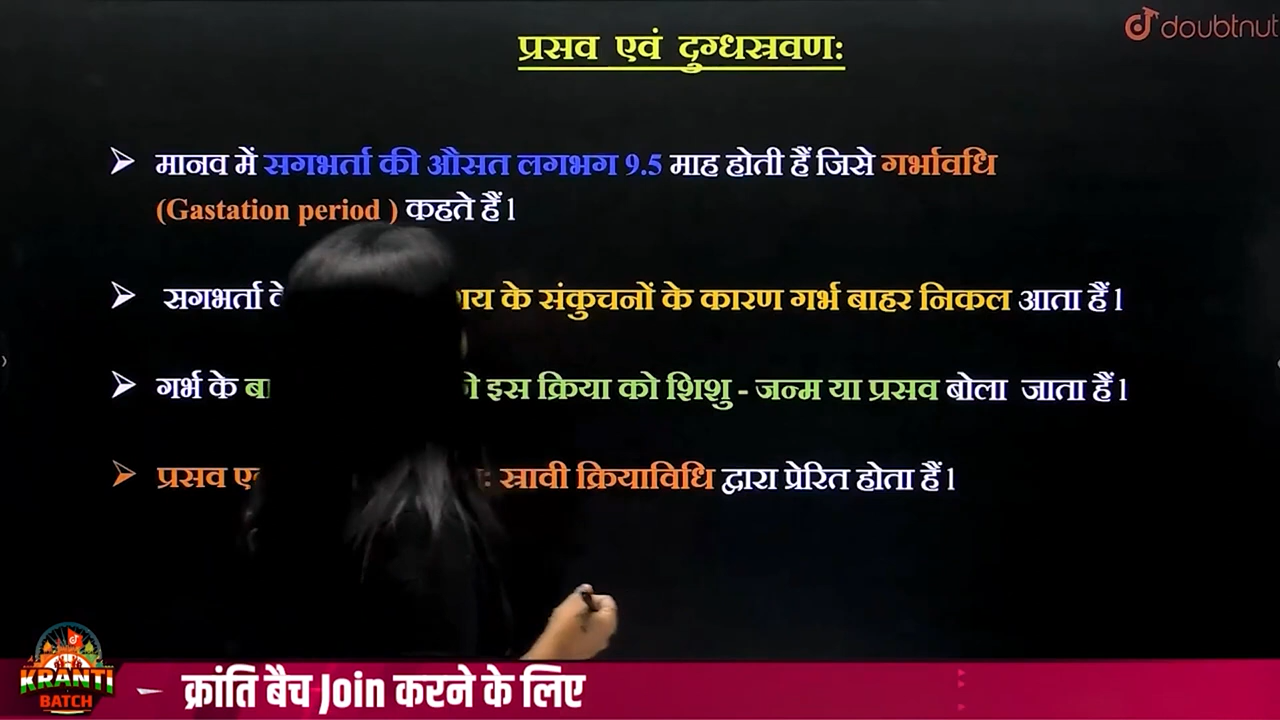 doubtnut
प्रसव एवं दुग्धस्रवण:
मानव में सगभर्ता की औसत लगभग 9.5 माह होती हैं जिसे गर्भावधि
(Gastation period ) कहते हैं l
सगभर्ता के संकुचनों के कारण गर्भ बाहर निकल आता हैं l
गर्भ के इस क्रिया को शिशु - जन्म या प्रसव बोला जाता हैं l
प्रसव स्रावी क्रियाविधि द्वारा प्रेरित होता हैं l
KRANTI
BATCH
क्रांति बैच Join करने के लिए